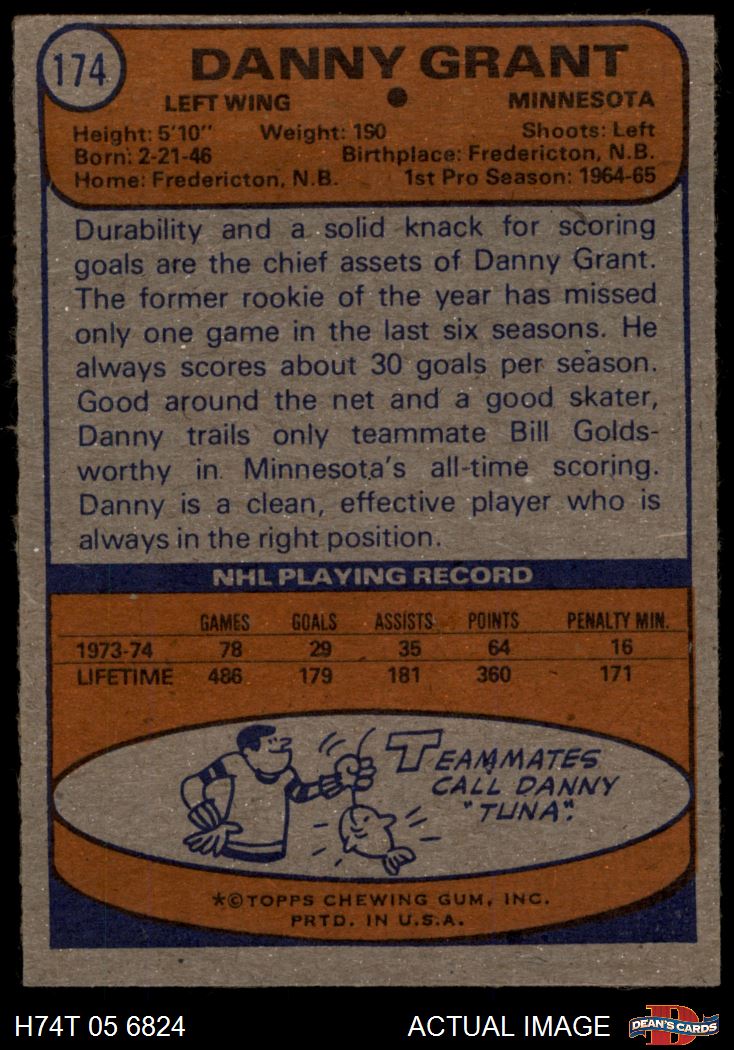 174
DANNY GRANT
LEFT WING MINNESOTA
Height: 5'10" Weight: 190 Shoots: Left
Born: 2-21-46 Birthplace: Fredericton, N.B.
Home: Fredericton, N.B. 1st Pro Season: 1964-65
Durability and a solid knack for scoring
goals are the chief assets of Danny Grant.
The former rookie of the year has missed
only one game in the last six seasons. He
always scores about 30 goals per season.
Good around the net and a good skater,
Danny trails only teammate Bill Golds-
worthy in Minnesota's all-time scoring.
Danny is a clean, effective player who is
always in the right position.
NHL PLAYING RECORD
GAMES GOALS ASSISTS POINTS PENALTY MIN.
1973-74 78 29 35 64 16
LIFETIME 486 179 181 360 171
TEAMMATES
CALL DANNY
"TUNA".
*©TOPPS CHEWING GUM, INC.
PRTD. IN U.S.A.
H74T 05 6824 ACTUAL IMAGE
D
DEAN'S CARDS